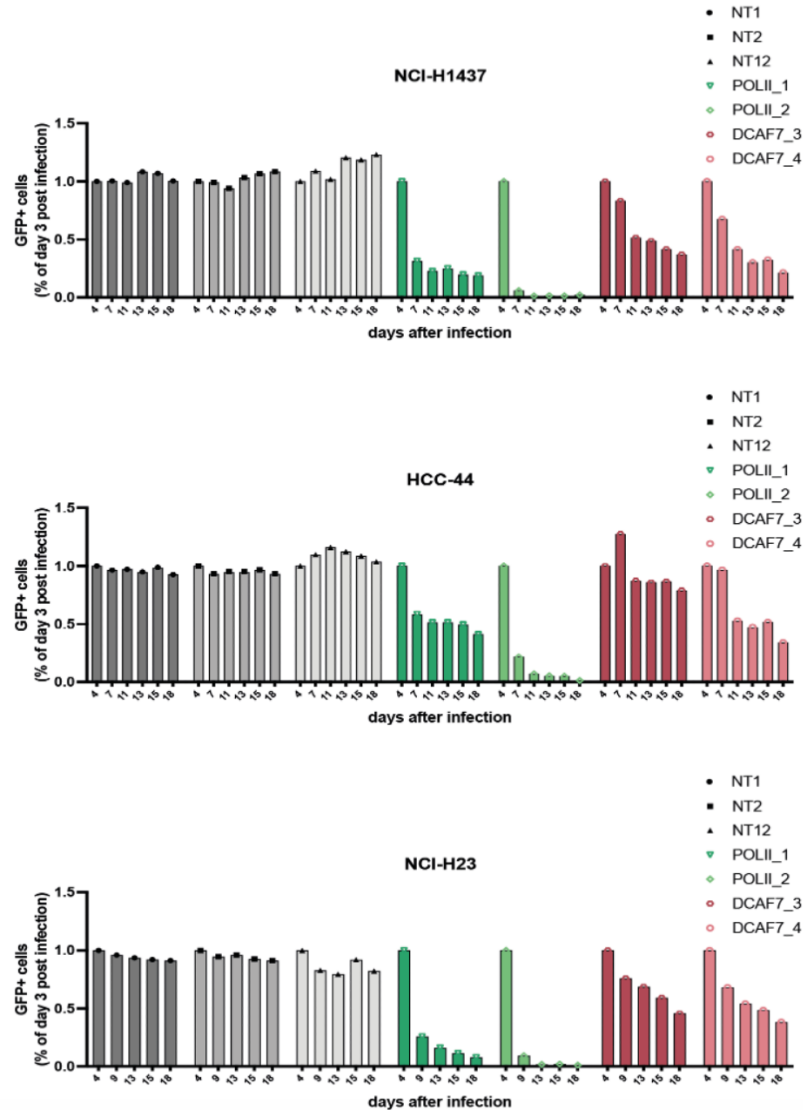 NT1
NT2
NT12
POLII_1
POLII_2
DCAF7_3
DCAF7_4
NCI-H1437
GFP+ cells
(% of day 3 post infection)
1.5
1.0
0.5
0.0
4 7 11 13 15 18 4 7 11 13 15 18 4 7 11 13 15 18 4 7 11 13 15 18 4 7 11 13 15 18 4 7 11 13 15 18 4 7 11 13 15 18
days after infection
NT1
NT2
NT12
POLII_1
POLII_2
DCAF7_3
DCAF7_4
HCC-44
GFP+ cells
(% of day 3 post infection)
1.5
1.0
0.5
0.0
4 7 11 13 15 18 4 7 11 13 15 18 4 7 11 13 15 18 4 7 11 13 15 18 4 7 11 13 15 18 4 7 11 13 15 18 4 7 11 13 15 18
days after infection
NT1
NT2
NT12
POLII_1
POLII_2
DCAF7_3
DCAF7_4
NCI-H23
GFP+ cells
(% of day 3 post infection)
1.5
1.0
0.5
0.0
4 9 13 15 18 4 9 13 15 18 4 9 13 15 18 4 9 13 15 18 4 9 13 15 18 4 9 13 15 18 4 9 13 15 18
days after infection